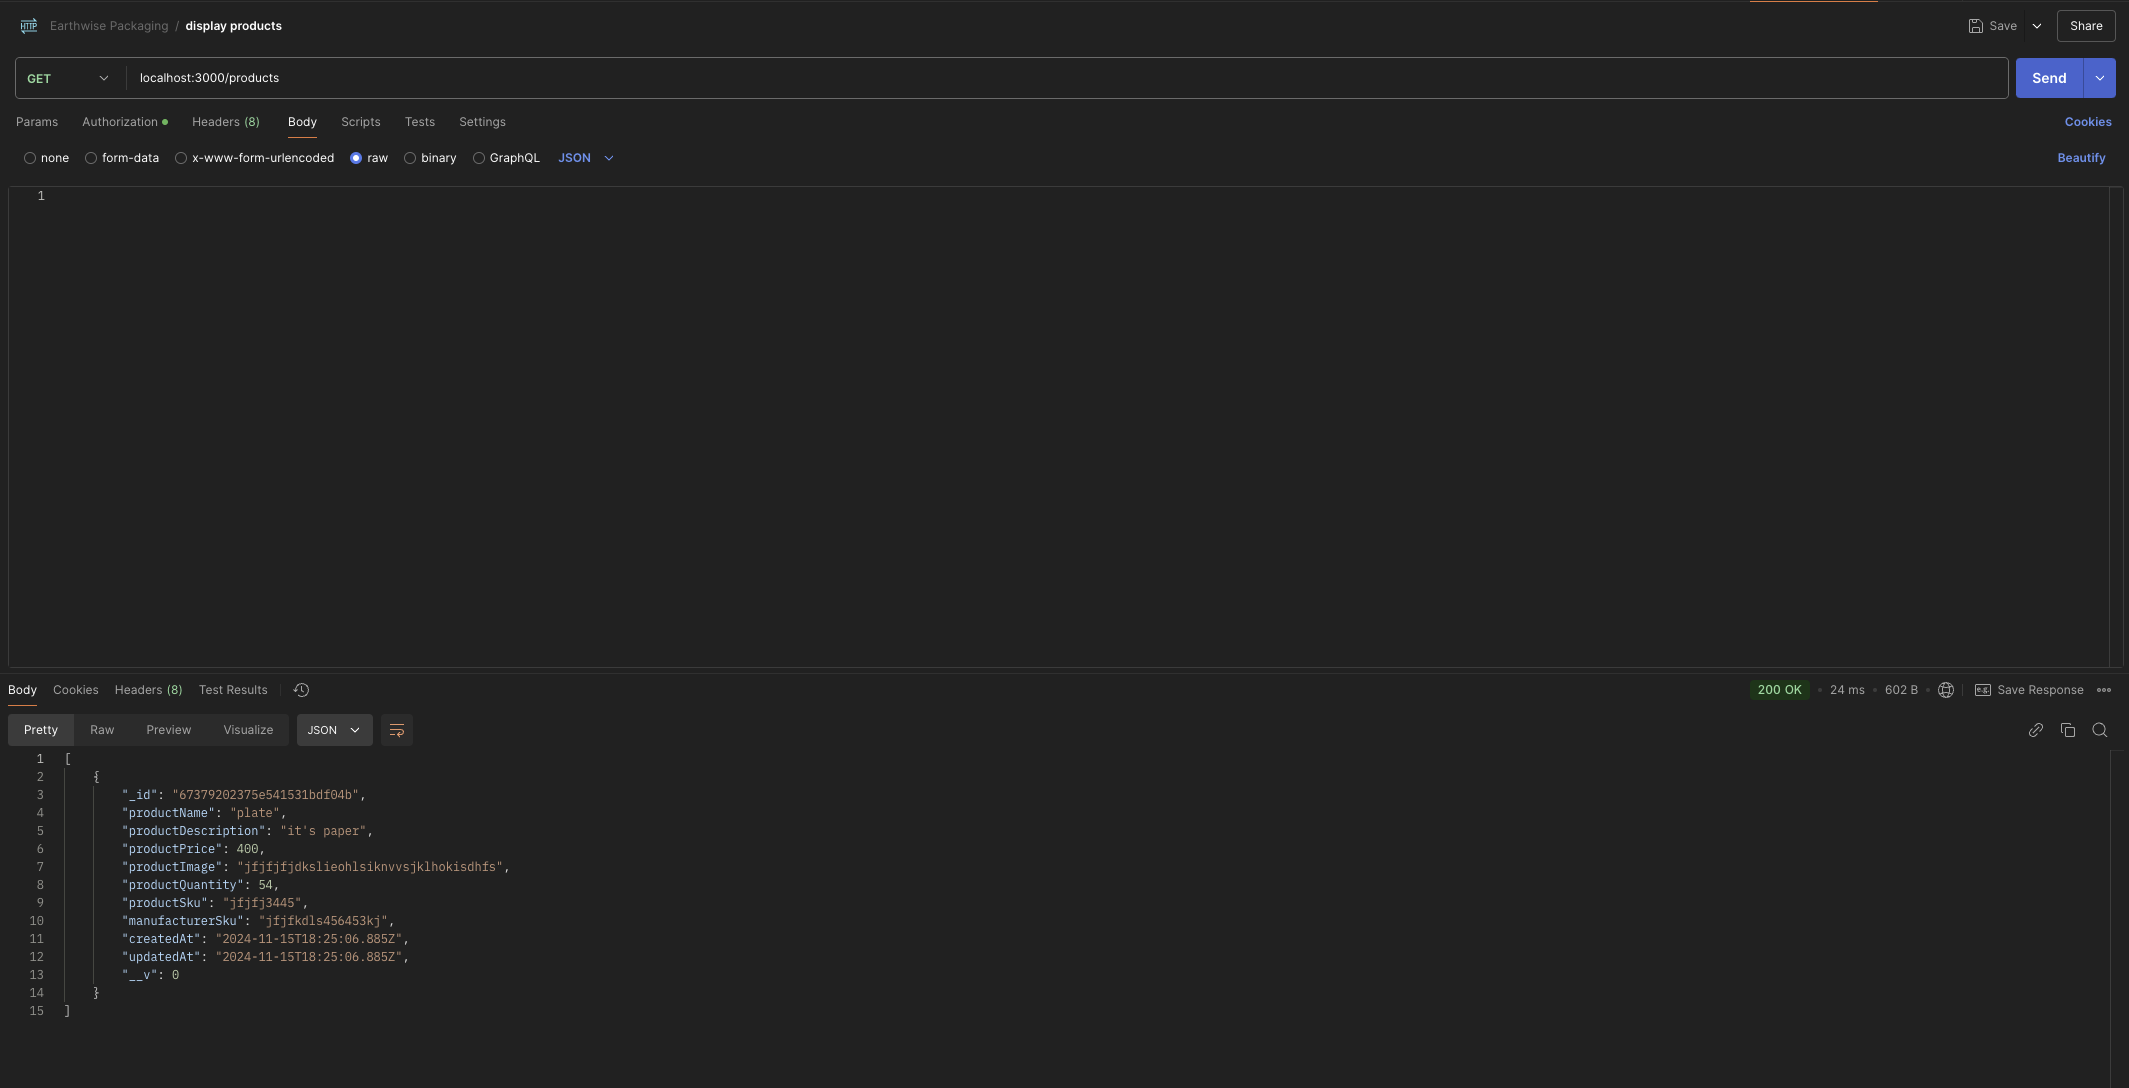 HTTP Earthwise Packaging / display products Save Share
GET localhost:3000/products Send
Params Authorization Headers (8) Body Scripts Tests Settings Cookies
none form-data x-www-form-urlencoded raw binary GraphQL JSON Beautify
1
Body Cookies Headers (8) Test Results 200 OK • 24 ms • 602 B • e.g. Save Response
Pretty Raw Preview Visualize JSON
1 [
2 {
3 "_id": "67379202375e541531bdf04b",
4 "productName": "plate",
5 "productDescription": "it's paper",
6 "productPrice": 400,
7 "productImage": "jfjfjfjdkslieohlsiknvvsjklhokisdhfs",
8 "productQuantity": 54,
9 "productSku": "jfjfj3445",
10 "manufacturerSku": "jfjfkdls456453kj",
11 "createdAt": "2024-11-15T18:25:06.885Z",
12 "updatedAt": "2024-11-15T18:25:06.885Z",
13 "__v": 0
14 }
15 ]